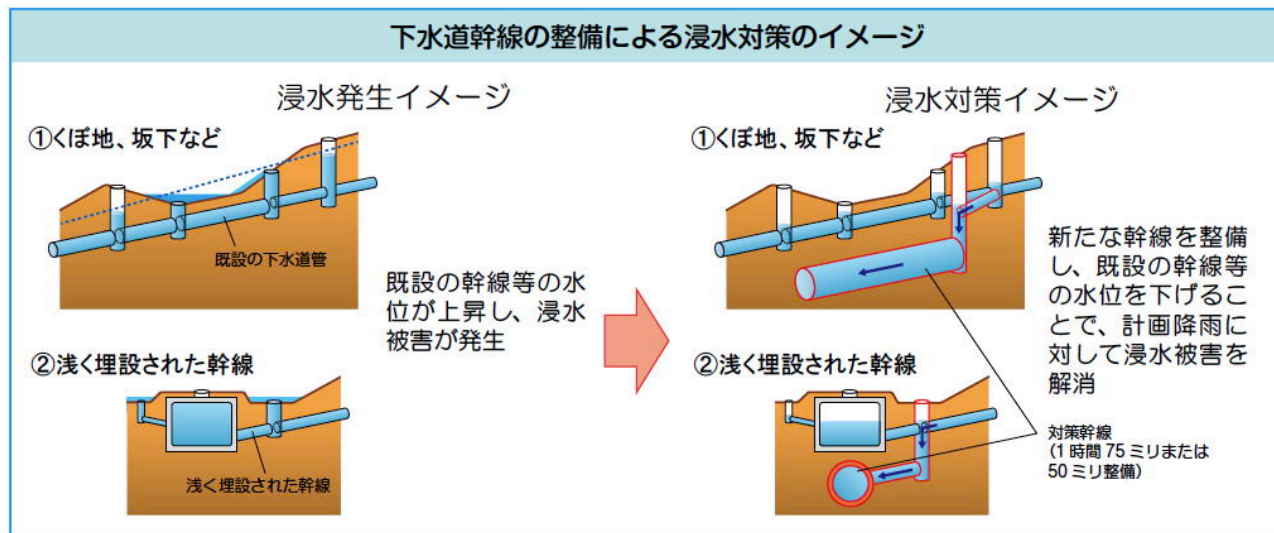 下水道幹線の整備による浸水対策のイメージ
浸水発生イメージ
①くぼ地、坂下など
既設の下水道管
既設の幹線等の水
位が上昇し、浸水
被害が発生
②浅く埋設された幹線
浅く埋設された幹線
浸水対策イメージ
①くぼ地、坂下など
新たな幹線を整備
し、既設の幹線等
の水位を下げるこ
とで、計画降雨に
対して浸水被害を
解消
②浅く埋設された幹線
対策幹線
(1時間75ミリまたは
50ミリ整備)